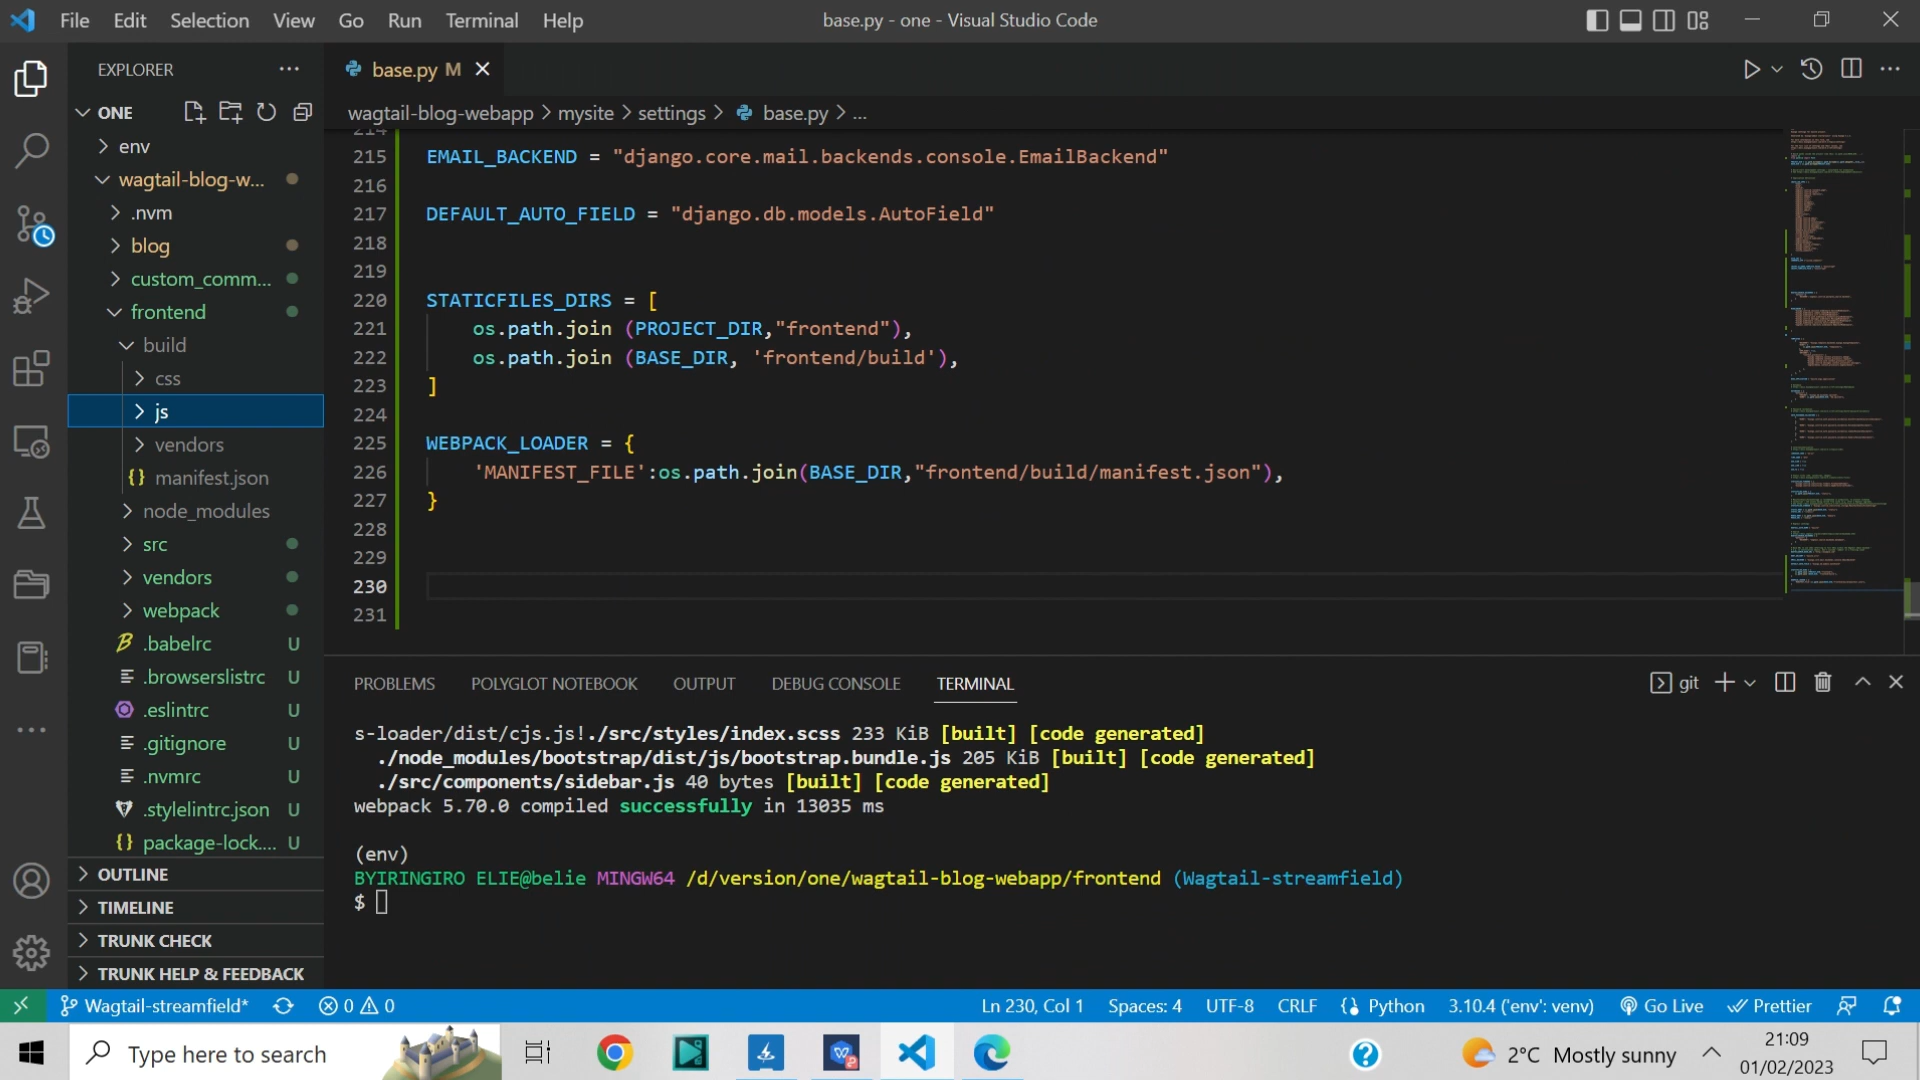 File Edit Selection View Go Run Terminal Help
base.py - one - Visual Studio Code
EXPLORER
ONE
env
wagtail-blog-w...
.nvm
blog
custom_comm...
frontend
build
css
js
vendors
manifest.json
node_modules
src
vendors
webpack
.babelrc U
.browserslistrc U
.eslintrc U
.gitignore U
.nvmrc U
.stylelintrc.json U
package-lock.... U
OUTLINE
TIMELINE
TRUNK CHECK
TRUNK HELP & FEEDBACK
base.py M
wagtail-blog-webapp > mysite > settings > base.py > ...
214
215 EMAIL_BACKEND = "django.core.mail.backends.console.EmailBackend"
216
217 DEFAULT_AUTO_FIELD = "django.db.models.AutoField"
218
219
220 STATICFILES_DIRS = [
221 os.path.join (PROJECT_DIR,"frontend"),
222 os.path.join (BASE_DIR, 'frontend/build'),
223 ]
224
225 WEBPACK_LOADER = {
226 'MANIFEST_FILE':os.path.join(BASE_DIR,"frontend/build/manifest.json"),
227 }
228
229
230
231
PROBLEMS POLYGLOT NOTEBOOK OUTPUT DEBUG CONSOLE TERMINAL
git
s-loader/dist/cjs.js!./src/styles/index.scss 233 KiB [built] [code generated]
./node_modules/bootstrap/dist/js/bootstrap.bundle.js 205 KiB [built] [code generated]
./src/components/sidebar.js 40 bytes [built] [code generated]
webpack 5.70.0 compiled successfully in 13035 ms
(env)
BYIRINGIRO ELIE@belie MINGW64 /d/version/one/wagtail-blog-webapp/frontend (Wagtail-streamfield)
$
Wagtail-streamfield* 0 0
Ln 230, Col 1 Spaces: 4 UTF-8 CRLF Python 3.10.4 ('env': venv) Go Live Prettier
Type here to search
2°C Mostly sunny
21:09
01/02/2023